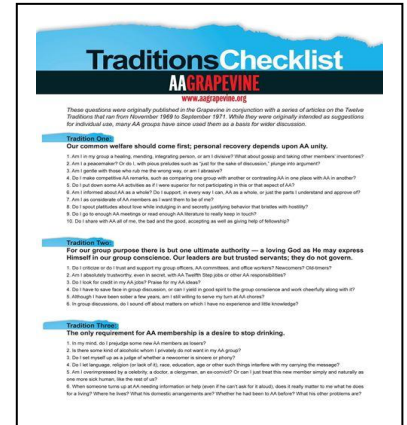 Traditions Checklist
AAGRAPEVINE
www.aagrapevine.org
These questions were originally published in the Grapevine in conjunction with a series of articles on the Twelve
Traditions that ran from November 1969 to September 1971. While they were originally intended as suggestions
for individual use, many AA groups have since used them as a basis for wider discussion.
Tradition One:
Our common welfare should come first; personal recovery depends upon AA unity.
1. Am I in my group a healing, mending, integrating person, or am I divisive? What about gossip and taking other members' inventories?
2. Am I a peacemaker? Or do I, with pious preludes such as "just for the sake of discussion," plunge into argument?
3. Am I gentle with those who rub me the wrong way, or am I abrasive?
4. Do I make competitive AA remarks, such as comparing one group with another or contrasting AA in one place with AA in another?
5. Do I put down some AA activities as if I were superior for not participating in this or that aspect of AA?
6. Am I informed about AA as a whole? Do I support, in every way I can, AA as a whole, or just the parts I understand and approve of?
7. Am I as considerate of AA members as I want them to be of me?
8. Do I spout platitudes about love while indulging in and secretly justifying behavior that bristles with hostility?
9. Do I go to enough AA meetings or read enough AA literature to really keep in touch?
10. Do I share with AA all of me, the bad and the good, accepting as well as giving help of fellowship?
Tradition Two:
For our group purpose there is but one ultimate authority — a loving God as He may express
Himself in our group conscience. Our leaders are but trusted servants; they do not govern.
1. Do I criticize or do I trust and support my group officers, AA committees, and office workers? Newcomers? Old-timers?
2. Am I absolutely trustworthy, even in secret, with AA Twelfth Step jobs or other AA responsibilities?
3. Do I look for credit in my AA jobs? Praise for my AA ideas?
4. Do I have to save face in group discussion, or can I yield in good spirit to the group conscience and work cheerfully along with it?
5. Although I have been sober a few years, am I still willing to serve my turn at AA chores?
6. In group discussions, do I sound off about matters on which I have no experience and little knowledge?
Tradition Three:
The only requirement for AA membership is a desire to stop drinking.
1. In my mind, do I prejudge some new AA members as losers?
2. Is there some kind of alcoholic whom I privately do not want in my AA group?
3. Do I set myself up as a judge of whether a newcomer is sincere or phony?
4. Do I let language, religion (or lack of it), race, education, age or other such things interfere with my carrying the message?
5. Am I overimpressed by a celebrity, a doctor, a clergyman, an ex-convict? Or can I just treat this new member simply and naturally as
one more sick human, like the rest of us?
6. When someone turns up at AA needing information or help (even if he can't ask for it aloud), does it really matter to me what he does
for a living? Where he lives? What his domestic arrangements are? Whether he had been to AA before? What his other problems are?